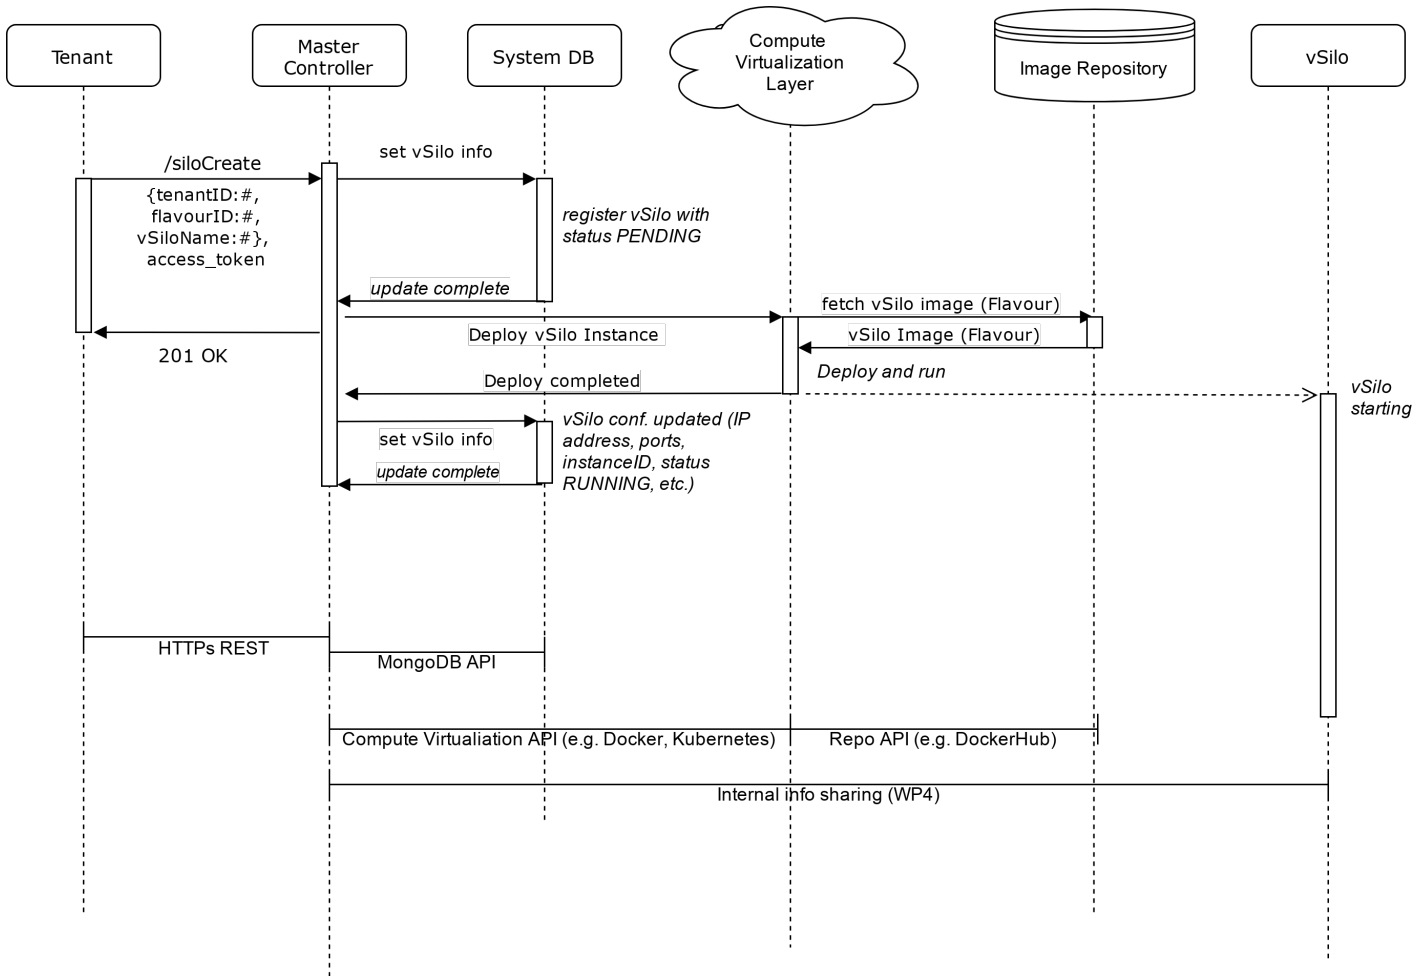 Tenant
Master
Controller
System DB
Compute
Virtualization
Layer
Image Repository
vSilo
/siloCreate
set vSilo info
{tenantID:#,
flavourID:#,
vSiloName:#},
access_token
register vSilo with
status PENDING
update complete
fetch vSilo image (Flavour)
Deploy vSilo Instance
vSilo Image (Flavour)
201 OK
Deploy and run
Deploy completed
vSilo
starting
vSilo conf. updated (IP
address, ports,
instanceID, status
RUNNING, etc.)
set vSilo info
update complete
HTTPs REST
MongoDB API
Compute Virtualiation API (e.g. Docker, Kubernetes)
Repo API (e.g. DockerHub)
Internal info sharing (WP4)